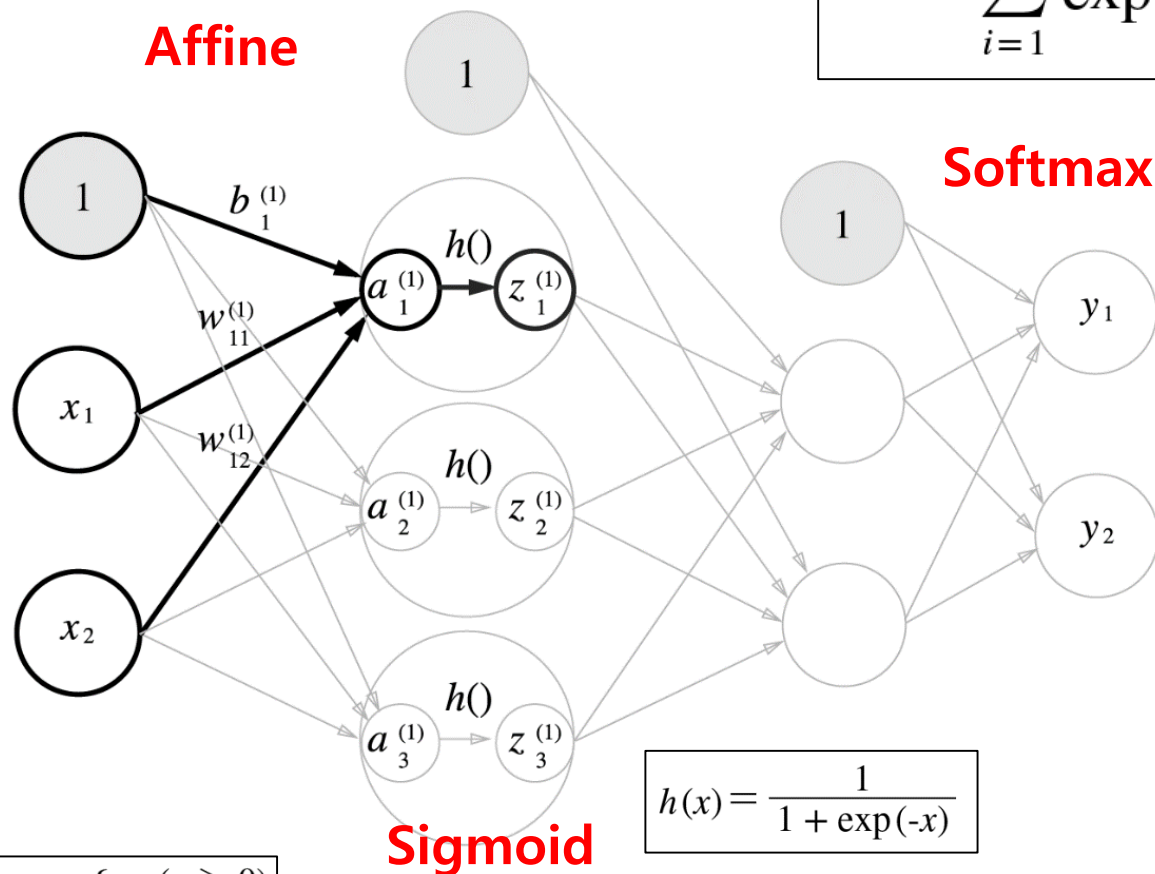 Affine
1
∑ exp
i=1
Softmax
1
b 1 (1)
1
h()
a 1 (1)
z 1 (1)
y1
w 11 (1)
x1
w 12 (1)
h()
a 2 (1)
z 2 (1)
y2
x2
h()
a 3 (1)
z 3 (1)
h(x) = 1 / 1 + exp(-x)
Sigmoid